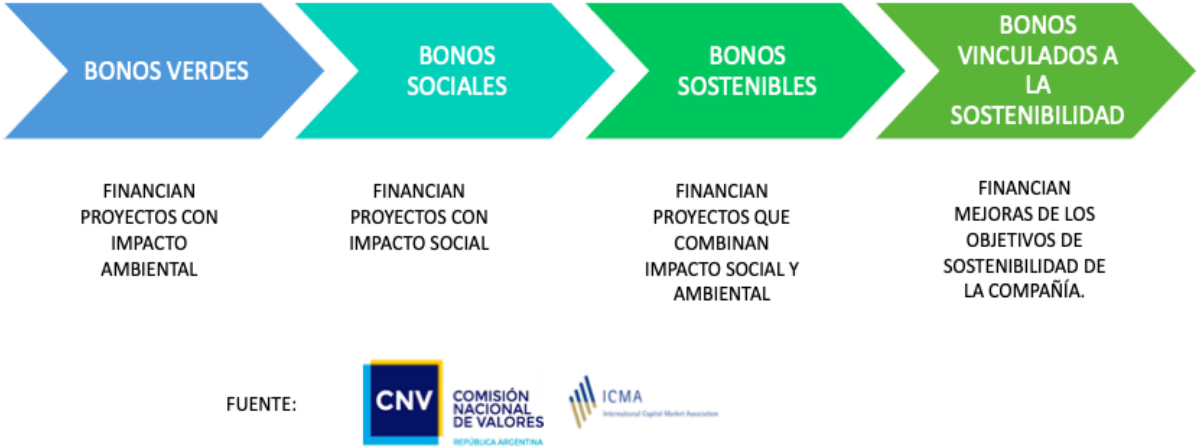 BONOS VERDES
BONOS
SOCIALES
BONOS
SOSTENIBLES
BONOS
VINCULADOS A
LA
SOSTENIBILIDAD
FINANCIAN
PROYECTOS CON
IMPACTO
AMBIENTAL
FINANCIAN
PROYECTOS CON
IMPACTO SOCIAL
FINANCIAN
PROYECTOS QUE
COMBINAN
IMPACTO SOCIAL Y
AMBIENTAL
FINANCIAN
MEJORAS DE LOS
OBJETIVOS DE
SOSTENIBILIDAD DE
LA COMPAÑÍA.
FUENTE:
CNV
COMISIÓN
NACIONAL
DE VALORES
REPÚBLICA ARGENTINA
ICMA
International Capital Market Association